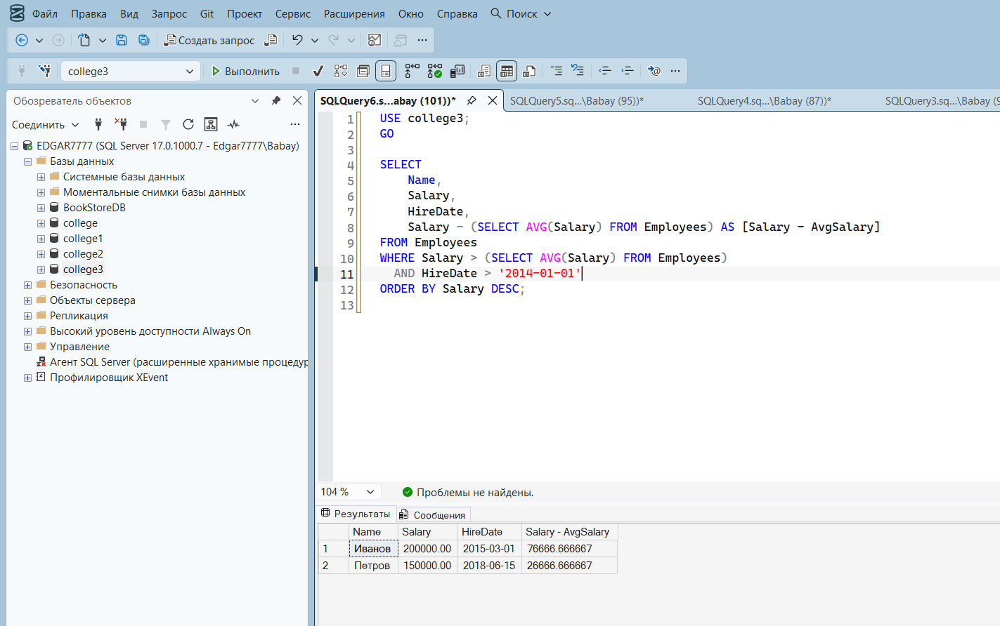 Файл Правка Вид Запрос Git Проект Сервис Расширения Окно Справка Поиск
Создать запрос
college3 Выполнить
Обозреватель объектов
Соединить
EDGAR7777 (SQL Server 17.0.1000.7 - Edgar7777\Babay)
Базы данных
Системные базы данных
Моментальные снимки базы данных
BookStoreDB
college
college1
college2
college3
Безопасность
Объекты сервера
Репликация
Высокий уровень доступности Always On
Управление
Агент SQL Server (расширенные хранимые процедур
Профилировщик XEvent
SQLQuery6.s...abay (101))* SQLQuery5.sq...\Babay (95))* SQLQuery4.sq...\Babay (87))* SQLQuery3.sq...\Babay (9
1 USE college3;
2 GO
3
4 SELECT
5 Name,
6 Salary,
7 HireDate,
8 Salary - (SELECT AVG(Salary) FROM Employees) AS [Salary - AvgSalary]
9 FROM Employees
10 WHERE Salary > (SELECT AVG(Salary) FROM Employees)
11 AND HireDate > '2014-01-01'
12 ORDER BY Salary DESC;
13
104 % Проблемы не найдены.
Результаты Сообщения
Name Salary HireDate Salary - AvgSalary
1 Иванов 200000.00 2015-03-01 76666.666667
2 Петров 150000.00 2018-06-15 26666.666667